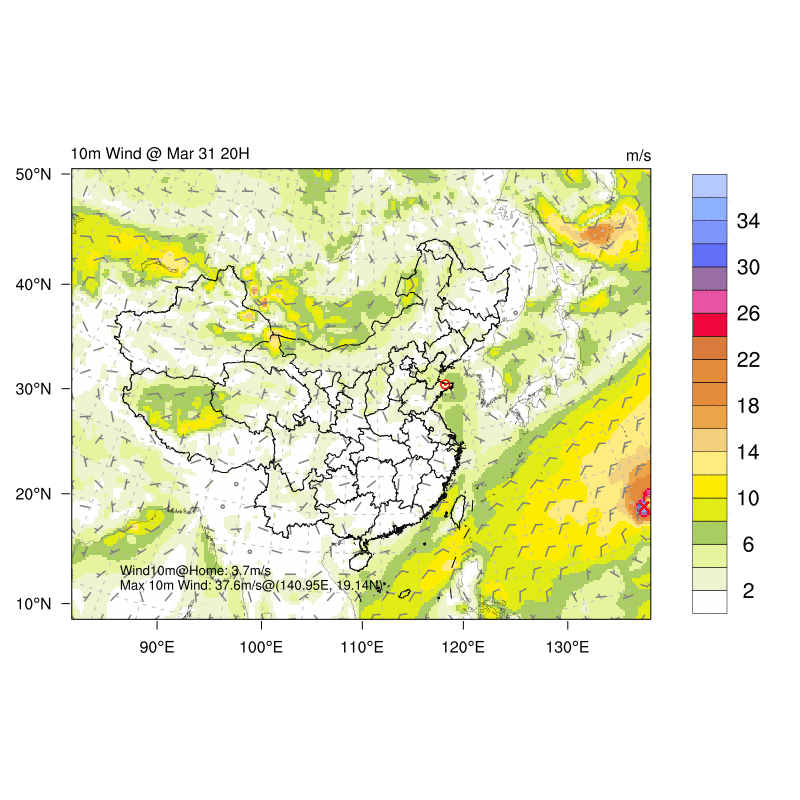 10m Wind @ Mar 31 20H
m/s
50°N
40°N
30°N
20°N
10°N
90°E
100°E
110°E
120°E
130°E
34
30
26
22
18
14
10
6
2
Wind10m@Home: 3.7m/s
Max 10m Wind: 37.6m/s@(140.95E, 19.14N)